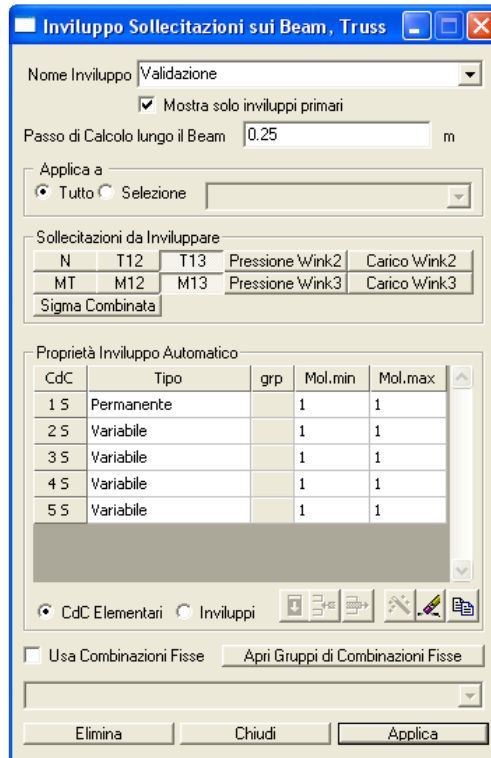 Inviluppo Sollecitazioni sui Beam, Truss
Nome Inviluppo Validazione
Mostra solo inviluppi primari
Passo di Calcolo lungo il Beam 0.25 m
Applica a
Tutto Selezione
Sollecitazioni da Inviluppare
N T12 T13 Pressione Wink2 Carico Wink2
MT M12 M13 Pressione Wink3 Carico Wink3
Sigma Combinata
Proprietà Inviluppo Automatico
CdC Tipo grp Mol.min Mol.max
1 S Permanente 1 1
2 S Variabile 1 1
3 S Variabile 1 1
4 S Variabile 1 1
5 S Variabile 1 1
CdC Elementari Inviluppi
Usa Combinazioni Fisse Apri Gruppi di Combinazioni Fisse
Elimina Chiudi Applica